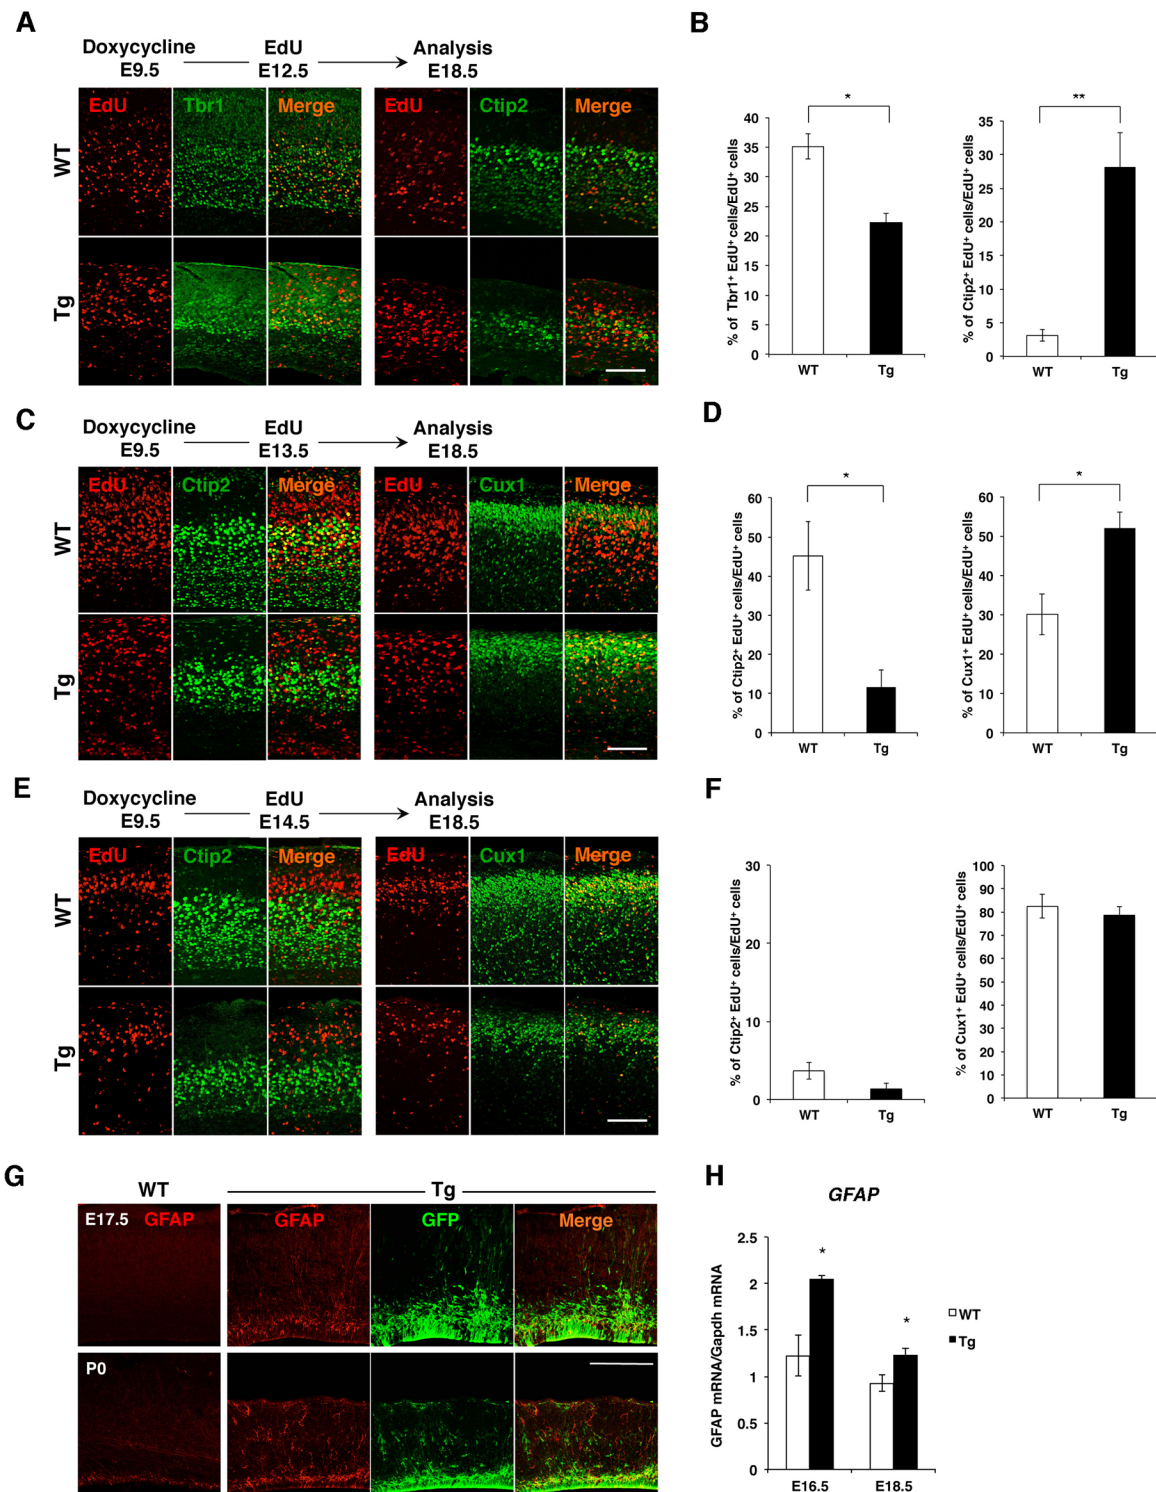 A
Doxycycline EdU Analysis
E9.5 E12.5 E18.5
EdU Tbr1 Merge EdU Ctip2 Merge
WT
Tg
B
*
% of Tbr1+ EdU+ cells/EdU+ cells
40
35
30
25
20
15
10
5
0
WT Tg
**
% of Ctip2+ EdU+ cells/EdU+ cells
35
30
25
20
15
10
5
0
WT Tg
C
Doxycycline EdU Analysis
E9.5 E13.5 E18.5
EdU Ctip2 Merge EdU Cux1 Merge
WT
Tg
D
*
% of Ctip2+ EdU+ cells/EdU+ cells
60
50
40
30
20
10
0
WT Tg
*
% of Cux1+ EdU+ cells/EdU+ cells
60
50
40
30
20
10
0
WT Tg
E
Doxycycline EdU Analysis
E9.5 E14.5 E18.5
EdU Ctip2 Merge EdU Cux1 Merge
WT
Tg
F
% of Ctip2+ EdU+ cells/EdU+ cells
30
20
10
0
WT Tg
% of Cux1+ EdU+ cells/EdU+ cells
100
90
80
70
60
50
40
30
20
10
0
WT Tg
G
WT Tg
E17.5 GFAP GFAP GFP Merge
P0
H
GFAP
GFAP mRNA/Gapdh mRNA
2.5
2
1.5
1
0.5
0
* *
E16.5 E18.5
WT
Tg